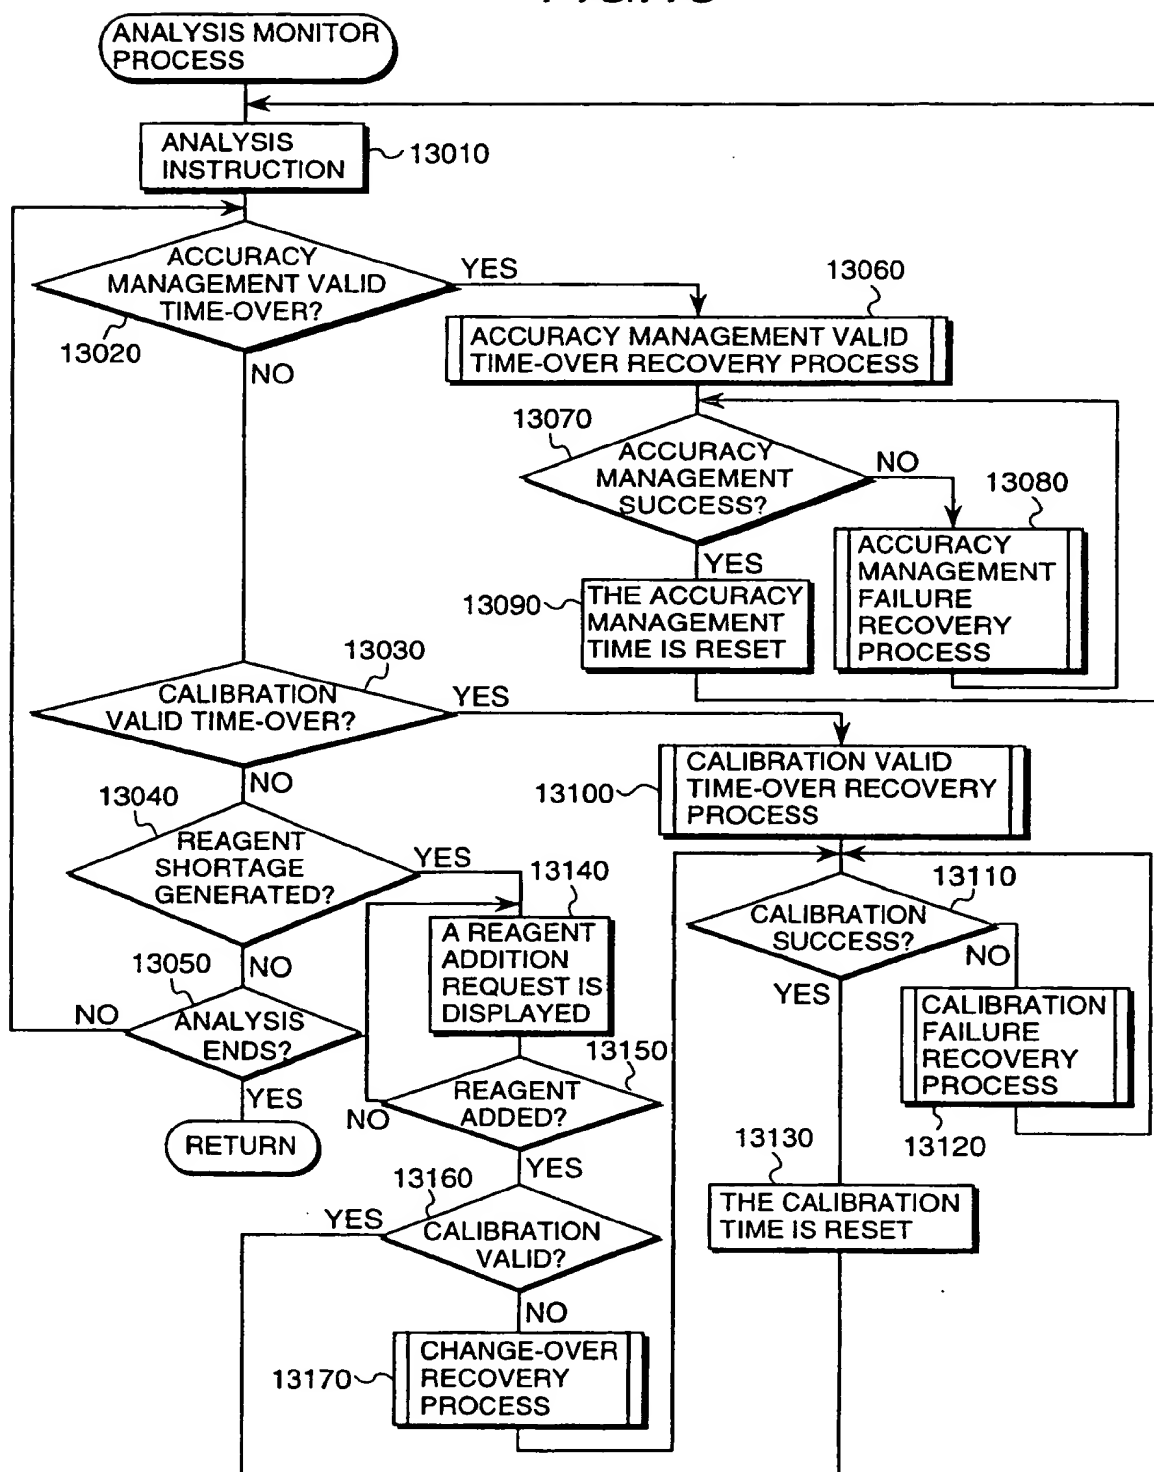 ANALYSIS MONITOR
PROCESS
ANALYSIS
INSTRUCTION
13010
ACCURACY
MANAGEMENT VALID
TIME-OVER?
YES
13020
NO
13060
ACCURACY MANAGEMENT VALID
TIME-OVER RECOVERY PROCESS
13070
ACCURACY
MANAGEMENT
SUCCESS?
NO
13080
ACCURACY
MANAGEMENT
FAILURE
RECOVERY
PROCESS
YES
13090
THE ACCURACY
MANAGEMENT
TIME IS RESET
13030
CALIBRATION
VALID TIME-OVER?
YES
NO
13100
CALIBRATION VALID
TIME-OVER RECOVERY
PROCESS
13040
REAGENT
SHORTAGE
GENERATED?
YES
NO
13140
A REAGENT
ADDITION
REQUEST IS
DISPLAYED
13110
CALIBRATION
SUCCESS?
NO
YES
13050
ANALYSIS
ENDS?
NO
YES
RETURN
CALIBRATION
FAILURE
RECOVERY
PROCESS
13120
13150
REAGENT
ADDED?
NO
YES
13130
THE CALIBRATION
TIME IS RESET
13160
CALIBRATION
VALID?
YES
NO
13170
CHANGE-OVER
RECOVERY
PROCESS